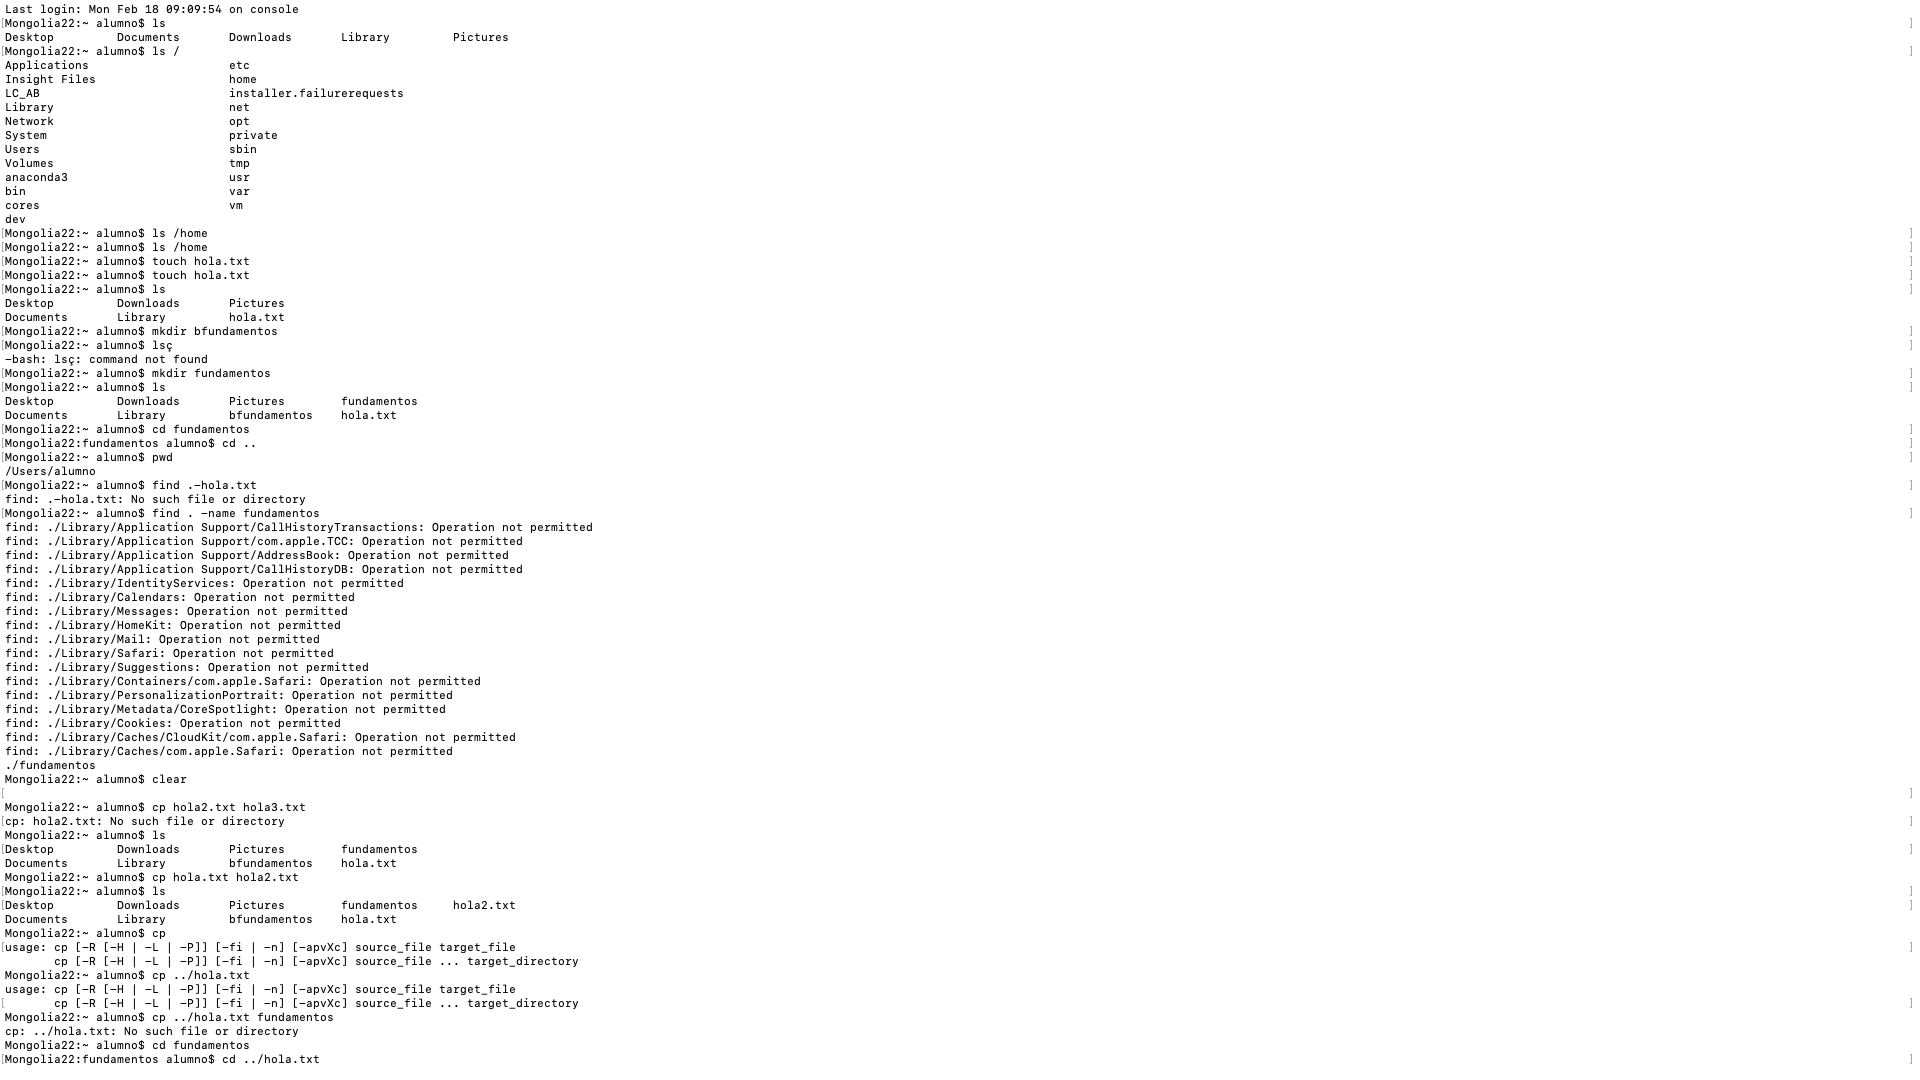 Last login: Mon Feb 18 09:09:54 on console
[Mongolia22:~ alumno$ ls ]
Desktop Documents Downloads Library Pictures
[Mongolia22:~ alumno$ ls / ]
Applications etc
Insight Files home
LC_AB installer.failurerequests
Library net
Network opt
System private
Users sbin
Volumes tmp
anaconda3 usr
bin var
cores vm
dev
[Mongolia22:~ alumno$ ls /home ]
[Mongolia22:~ alumno$ ls /home ]
[Mongolia22:~ alumno$ touch hola.txt ]
[Mongolia22:~ alumno$ touch hola.txt ]
[Mongolia22:~ alumno$ ls ]
Desktop Downloads Pictures
Documents Library hola.txt
[Mongolia22:~ alumno$ mkdir bfundamentos ]
[Mongolia22:~ alumno$ lsç ]
-bash: lsç: command not found
[Mongolia22:~ alumno$ mkdir fundamentos ]
[Mongolia22:~ alumno$ ls ]
Desktop Downloads Pictures fundamentos
Documents Library bfundamentos hola.txt
[Mongolia22:~ alumno$ cd fundamentos ]
[Mongolia22:fundamentos alumno$ cd .. ]
[Mongolia22:~ alumno$ pwd ]
/Users/alumno
[Mongolia22:~ alumno$ find .-hola.txt ]
find: .-hola.txt: No such file or directory
[Mongolia22:~ alumno$ find . -name fundamentos ]
find: ./Library/Application Support/CallHistoryTransactions: Operation not permitted
find: ./Library/Application Support/com.apple.TCC: Operation not permitted
find: ./Library/Application Support/AddressBook: Operation not permitted
find: ./Library/Application Support/CallHistoryDB: Operation not permitted
find: ./Library/IdentityServices: Operation not permitted
find: ./Library/Calendars: Operation not permitted
find: ./Library/Messages: Operation not permitted
find: ./Library/HomeKit: Operation not permitted
find: ./Library/Mail: Operation not permitted
find: ./Library/Safari: Operation not permitted
find: ./Library/Suggestions: Operation not permitted
find: ./Library/Containers/com.apple.Safari: Operation not permitted
find: ./Library/PersonalizationPortrait: Operation not permitted
find: ./Library/Metadata/CoreSpotlight: Operation not permitted
find: ./Library/Cookies: Operation not permitted
find: ./Library/Caches/CloudKit/com.apple.Safari: Operation not permitted
find: ./Library/Caches/com.apple.Safari: Operation not permitted
./fundamentos
Mongolia22:~ alumno$ clear
[ ]
Mongolia22:~ alumno$ cp hola2.txt hola3.txt
[cp: hola2.txt: No such file or directory ]
Mongolia22:~ alumno$ ls
[Desktop Downloads Pictures fundamentos ]
Documents Library bfundamentos hola.txt
Mongolia22:~ alumno$ cp hola.txt hola2.txt
Mongolia22:~ alumno$ ls
[Desktop Downloads Pictures fundamentos hola2.txt ]
Documents Library bfundamentos hola.txt
Mongolia22:~ alumno$ cp
[usage: cp [-R [-H | -L | -P]] [-fi | -n] [-apvXc] source_file target_file ]
cp [-R [-H | -L | -P]] [-fi | -n] [-apvXc] source_file ... target_directory
Mongolia22:~ alumno$ cp ../hola.txt
usage: cp [-R [-H | -L | -P]] [-fi | -n] [-apvXc] source_file target_file
[ cp [-R [-H | -L | -P]] [-fi | -n] [-apvXc] source_file ... target_directory ]
Mongolia22:~ alumno$ cp ../hola.txt fundamentos
cp: ../hola.txt: No such file or directory
Mongolia22:~ alumno$ cd fundamentos
[Mongolia22:fundamentos alumno$ cd ../hola.txt ]